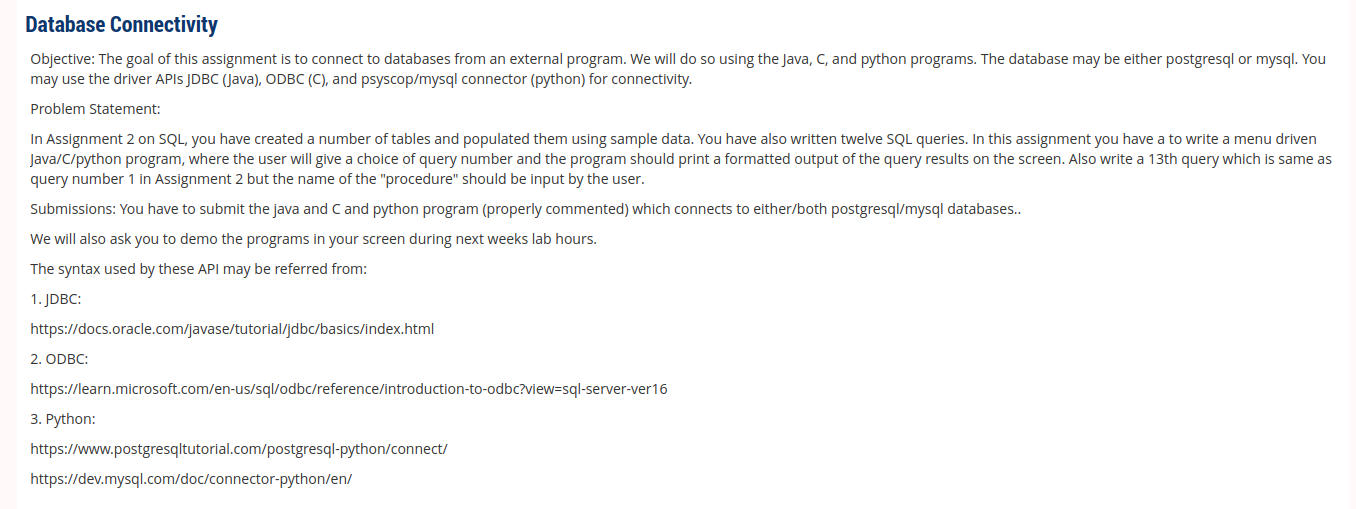 Database Connectivity
Objective: The goal of this assignment is to connect to databases from an external program. We will do so using the Java, C, and python programs. The database may be either postgresql or mysql. You
may use the driver APIs JDBC (Java), ODBC (C), and psyscop/mysql connector (python) for connectivity.
Problem Statement:
In Assignment 2 on SQL, you have created a number of tables and populated them using sample data. You have also written twelve SQL queries. In this assignment you have a to write a menu driven
Java/C/python program, where the user will give a choice of query number and the program should print a formatted output of the query results on the screen. Also write a 13th query which is same as
query number 1 in Assignment 2 but the name of the "procedure" should be input by the user.
Submissions: You have to submit the java and C and python program (properly commented) which connects to either/both postgresql/mysql databases..
We will also ask you to demo the programs in your screen during next weeks lab hours.
The syntax used by these API may be referred from:
1. JDBC:
https://docs.oracle.com/javase/tutorial/jdbc/basics/index.html
2. ODBC:
https://learn.microsoft.com/en-us/sql/odbc/reference/introduction-to-odbc?view=sql-server-ver16
3. Python:
https://www.postgresqltutorial.com/postgresql-python/connect/
https://dev.mysql.com/doc/connector-python/en/